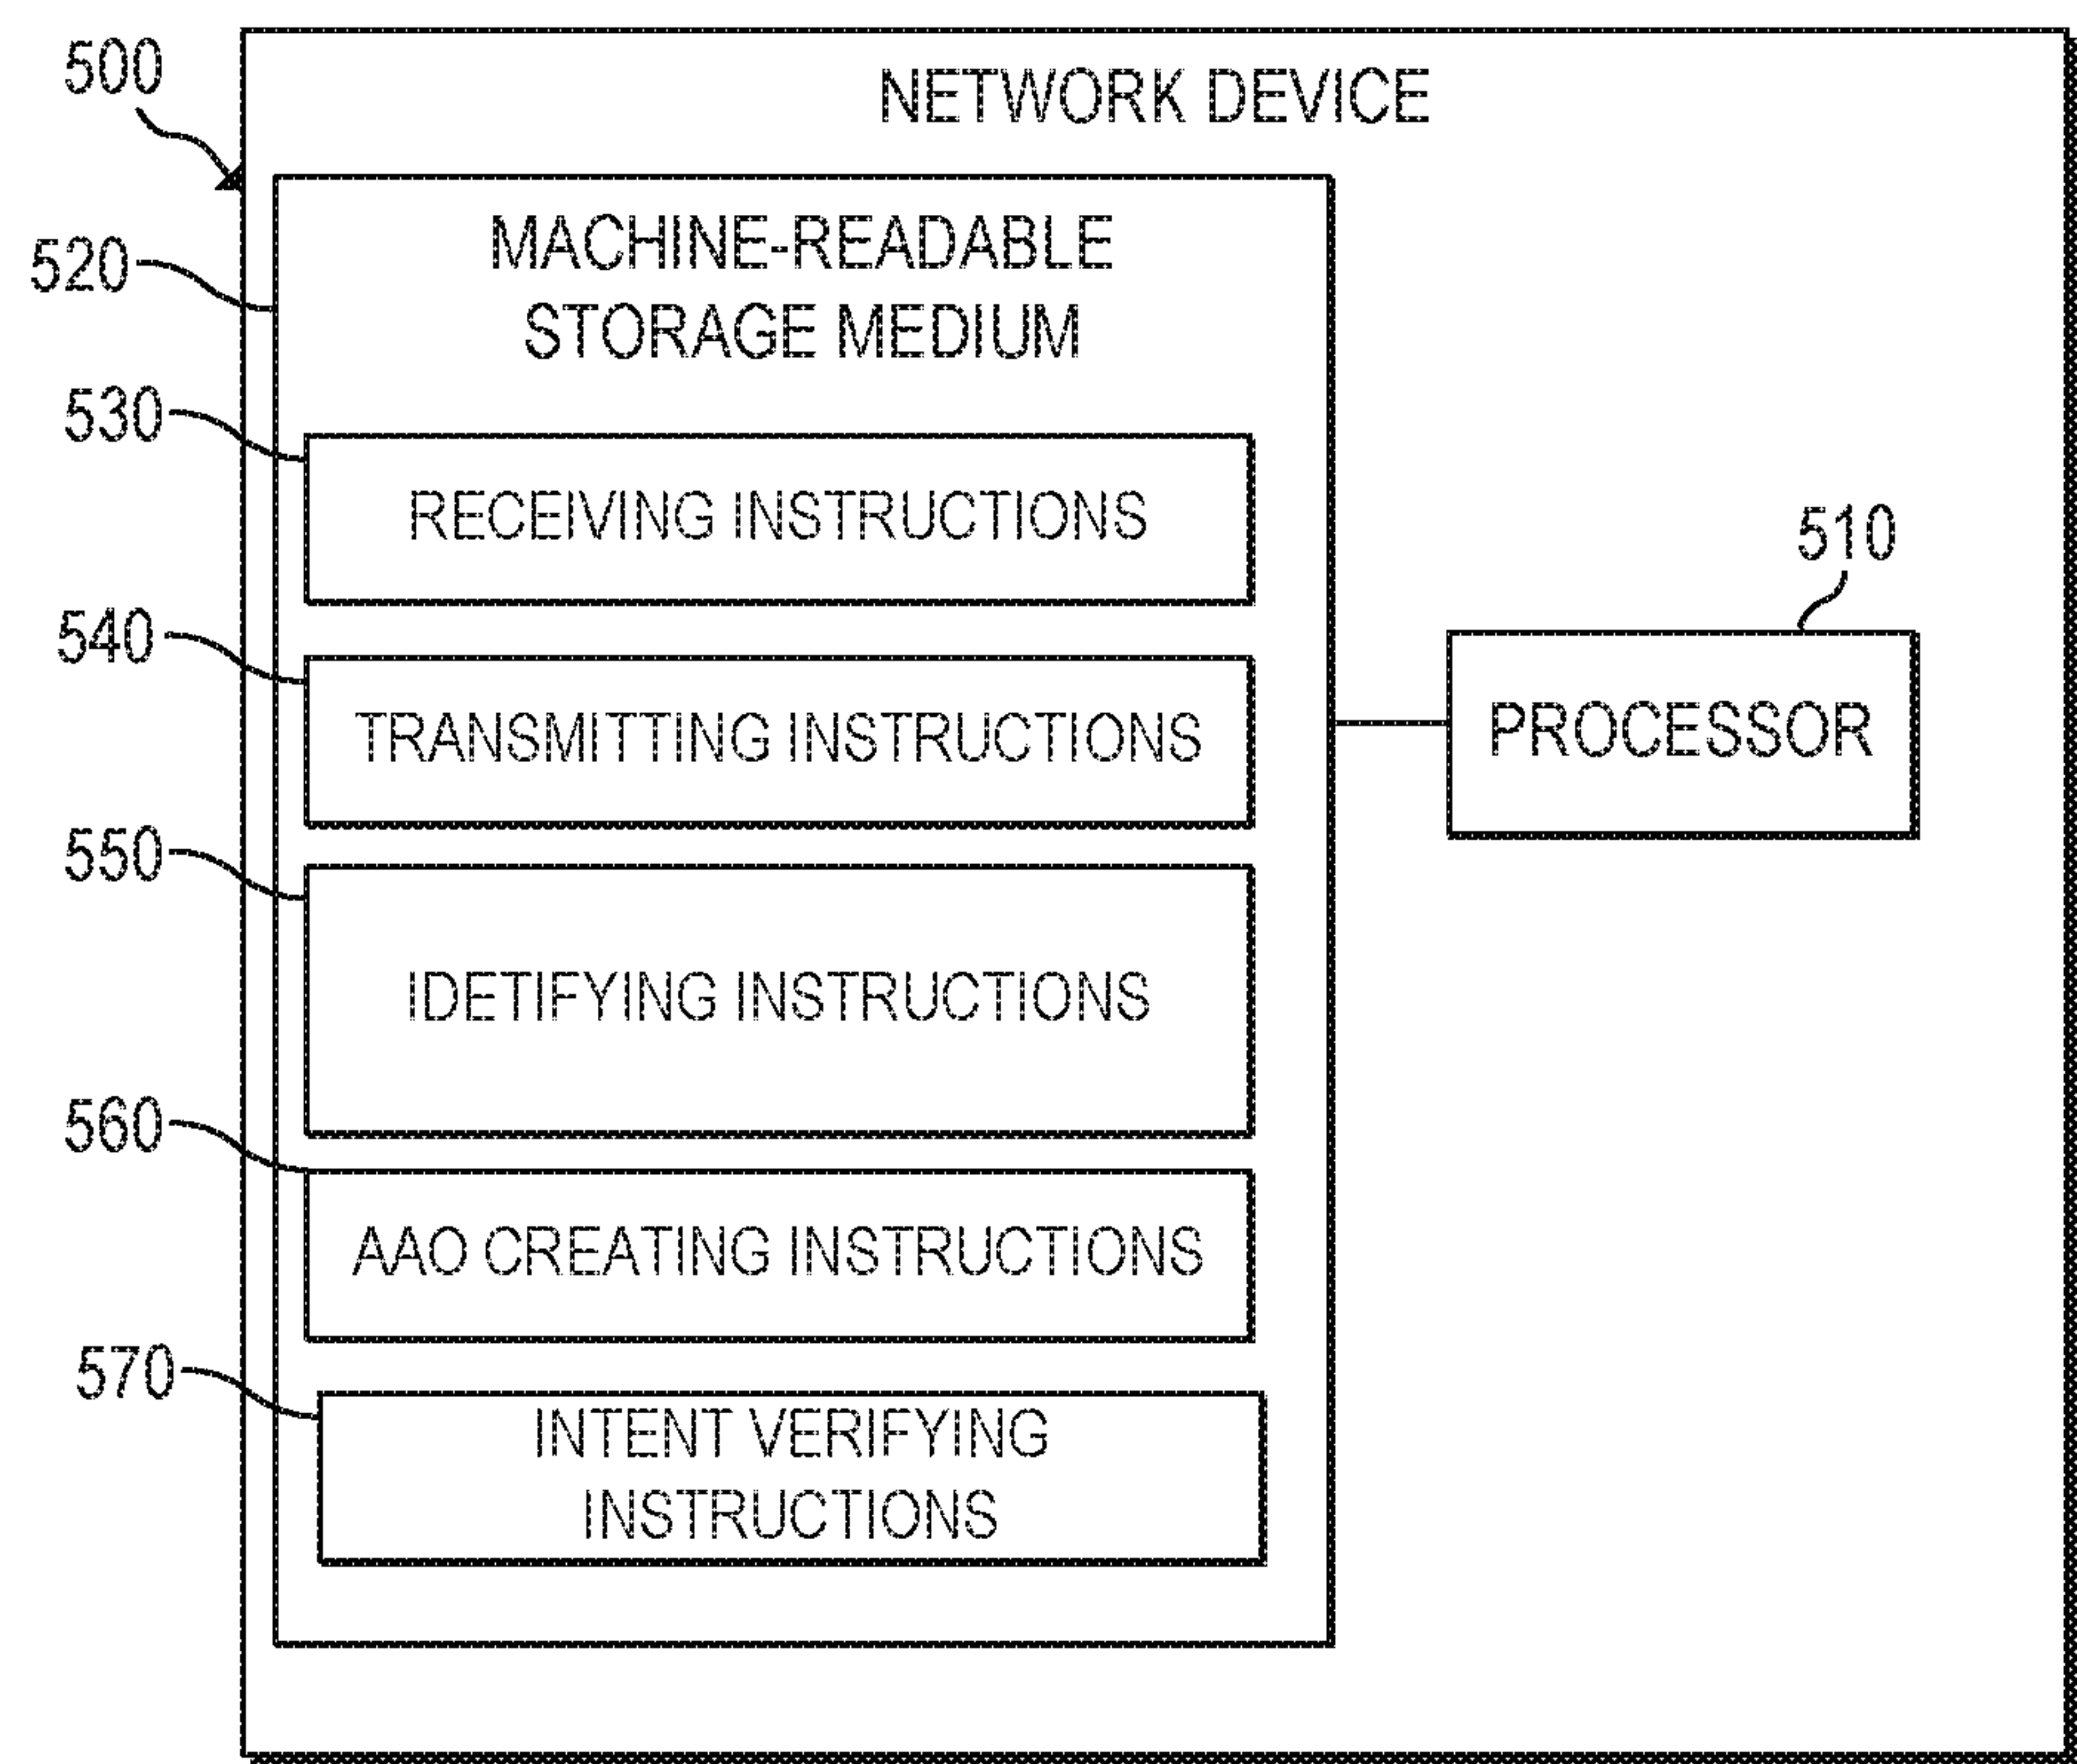 500
NETWORK DEVICE
520
MACHINE-READABLE
STORAGE MEDIUM
530
RECEIVING INSTRUCTIONS
510
PROCESSOR
540
TRANSMITTING INSTRUCTIONS
550
IDETIFYING INSTRUCTIONS
560
AAO CREATING INSTRUCTIONS
570
INTENT VERIFYING
INSTRUCTIONS